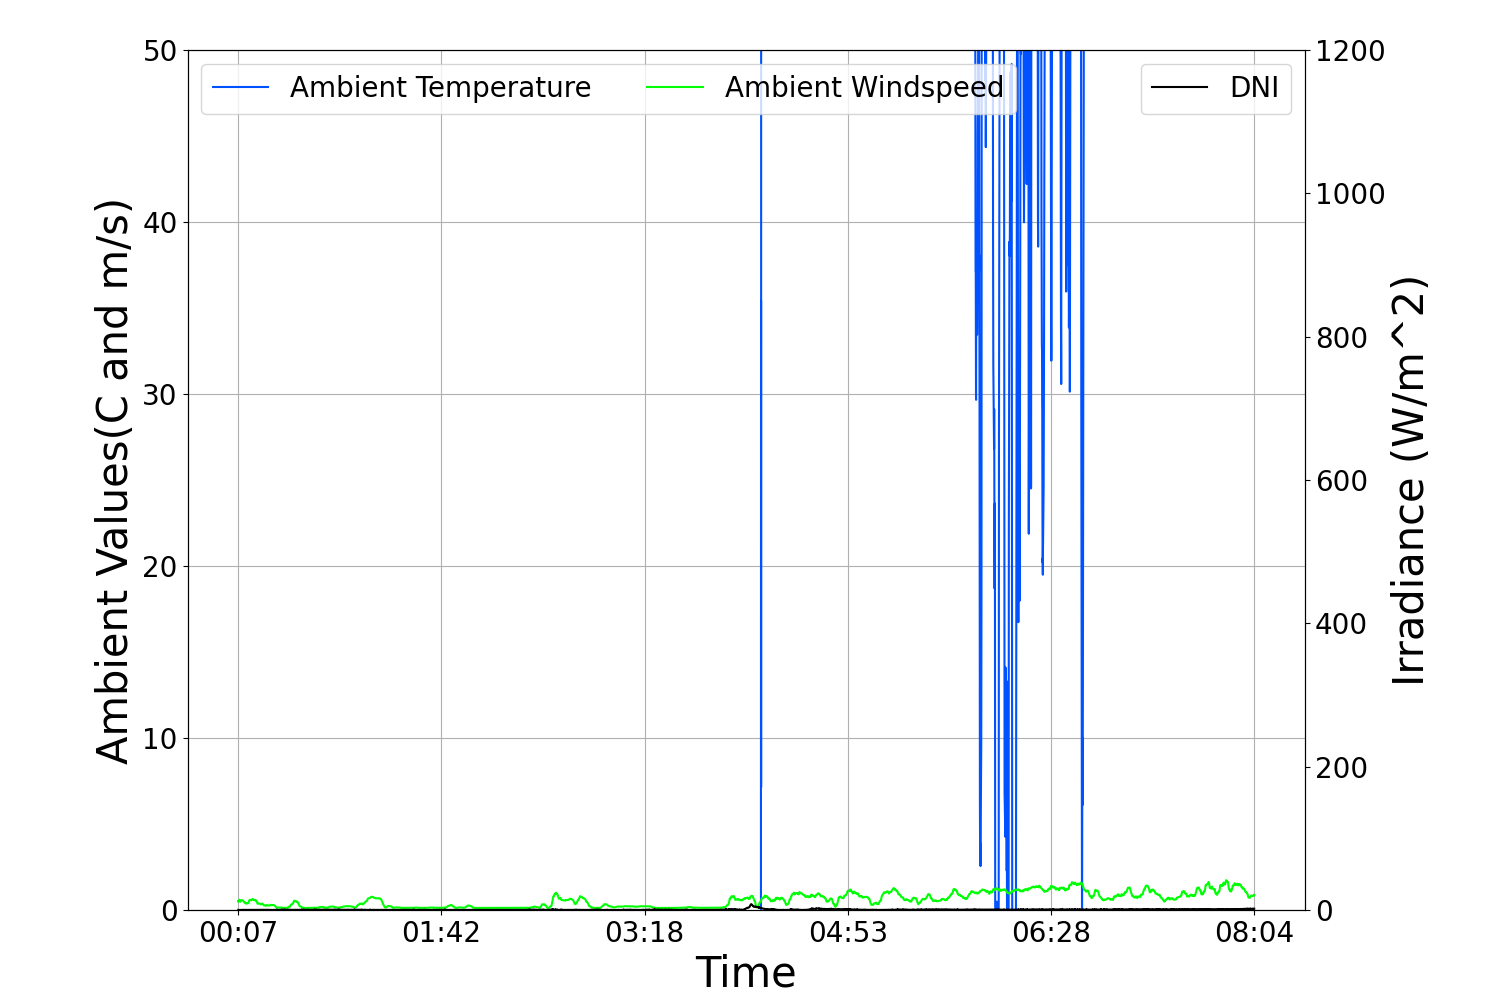 Ambient Temperature
Ambient Windspeed
DNI
50
40
30
20
10
0
Ambient Values(C and m/s)
1200
1000
800
600
400
200
0
Irradiance (W/m^2)
00:07 01:42 03:18 04:53 06:28 08:04
Time